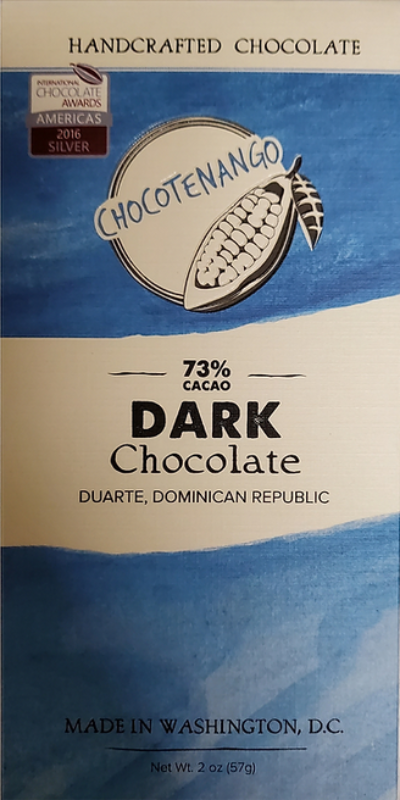 HANDCRAFTED CHOCOLATE
INTERNATIONAL
CHOCOLATE
AWARDS
AMERICAS
2016
SILVER
CHOCOTENANGO
73%
CACAO
DARK
Chocolate
DUARTE, DOMINICAN REPUBLIC
MADE IN WASHINGTON, D.C.
Net Wt. 2 oz (57g)